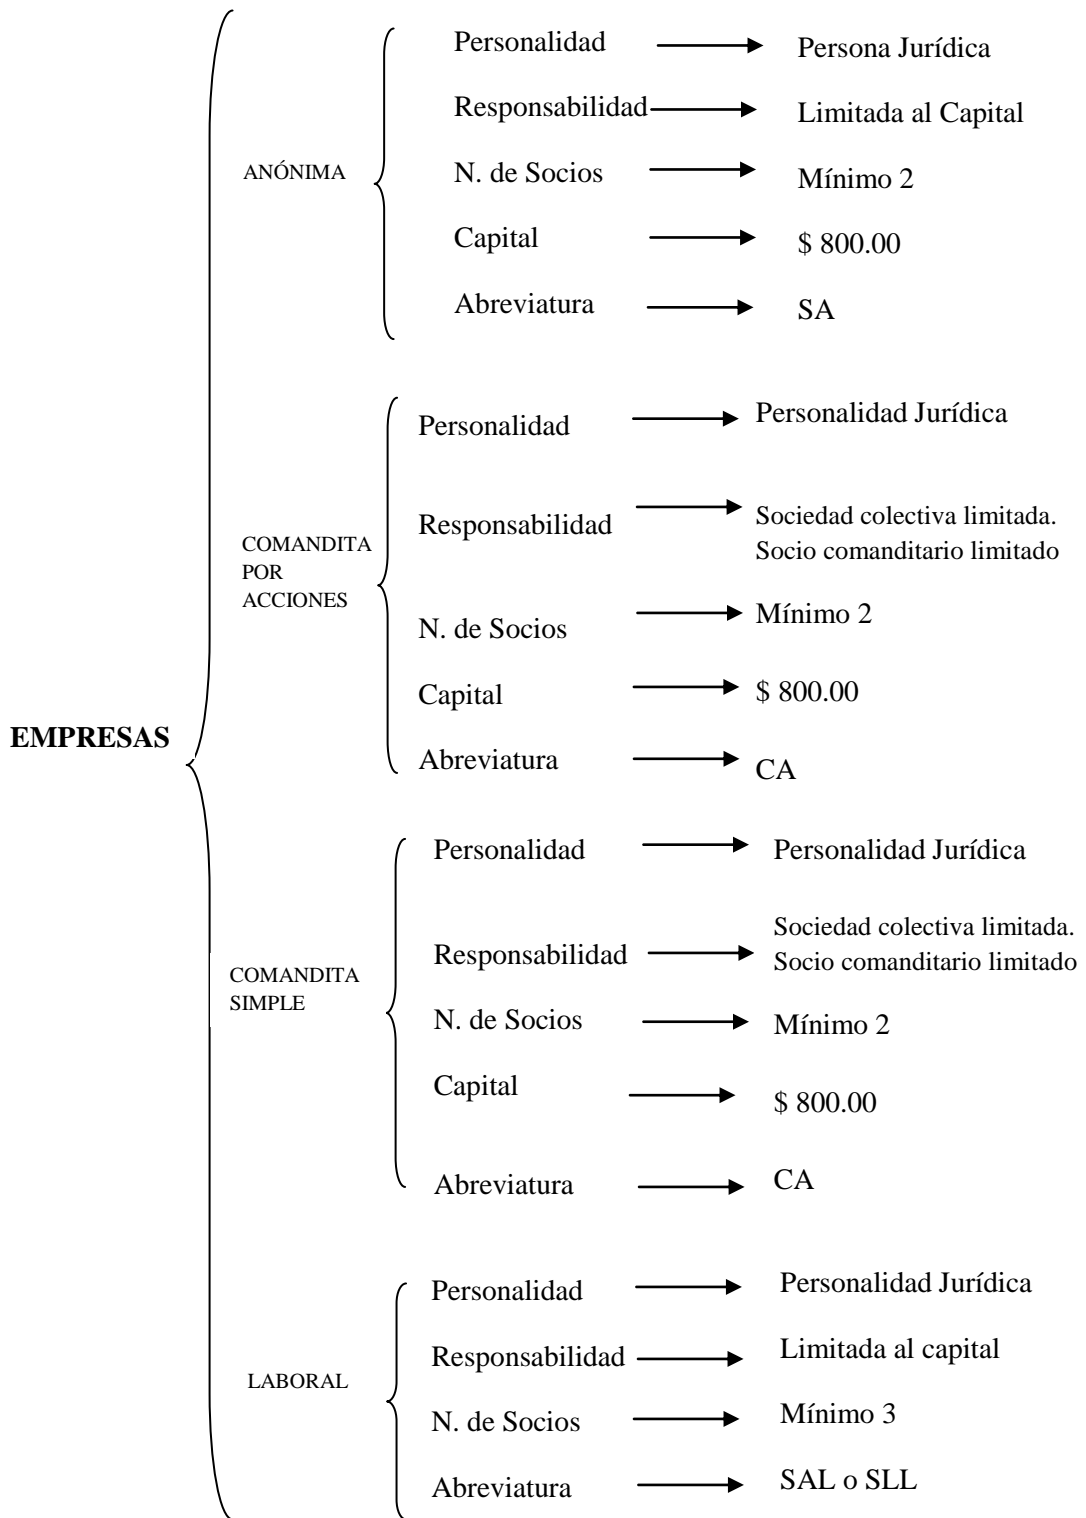 EMPRESAS
ANÓNIMA
Personalidad Persona Jurídica
Responsabilidad Limitada al Capital
N. de Socios Mínimo 2
Capital $ 800.00
Abreviatura SA
COMANDITA
POR
ACCIONES
Personalidad Personalidad Jurídica
Responsabilidad Sociedad colectiva limitada.
Socio comanditario limitado
N. de Socios Mínimo 2
Capital $ 800.00
Abreviatura CA
COMANDITA
SIMPLE
Personalidad Personalidad Jurídica
Responsabilidad Sociedad colectiva limitada.
Socio comanditario limitado
N. de Socios Mínimo 2
Capital $ 800.00
Abreviatura CA
LABORAL
Personalidad Personalidad Jurídica
Responsabilidad Limitada al capital
N. de Socios Mínimo 3
Abreviatura SAL o SLL